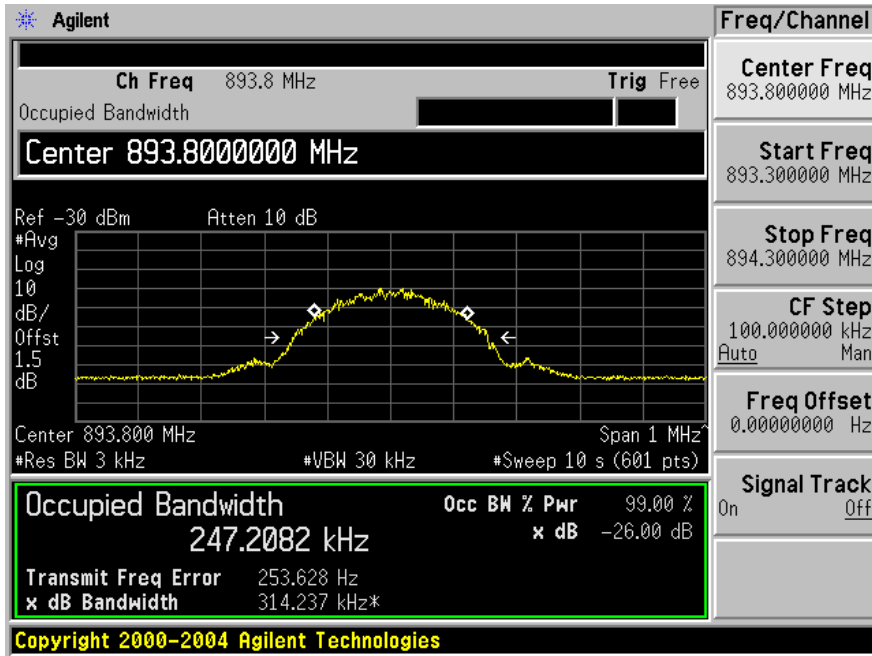 Agilent
Freq/Channel
Ch Freq 893.8 MHz Trig Free
Occupied Bandwidth
Center 893.8000000 MHz
Ref -30 dBm Atten 10 dB
#Avg
Log
10
dB/
Offst
1.5
dB
Center 893.800 MHz Span 1 MHz^
#Res BW 3 kHz #VBW 30 kHz #Sweep 10 s (601 pts)
Occupied Bandwidth Occ BW % Pwr 99.00 %
247.2082 kHz x dB -26.00 dB
Transmit Freq Error 253.628 Hz
x dB Bandwidth 314.237 kHz*
Center Freq
893.800000 MHz
Start Freq
893.300000 MHz
Stop Freq
894.300000 MHz
CF Step
100.000000 kHz
Auto Man
Freq Offset
0.00000000 Hz
Signal Track
On Off
Copyright 2000-2004 Agilent Technologies